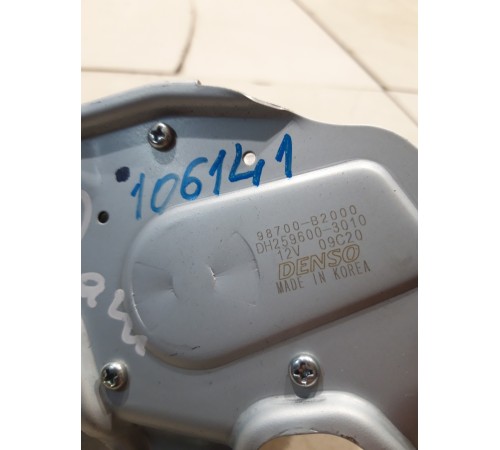 106141
98700-B2000
DH259600-3010
12V 09C20
DENSO
MADE IN KOREA